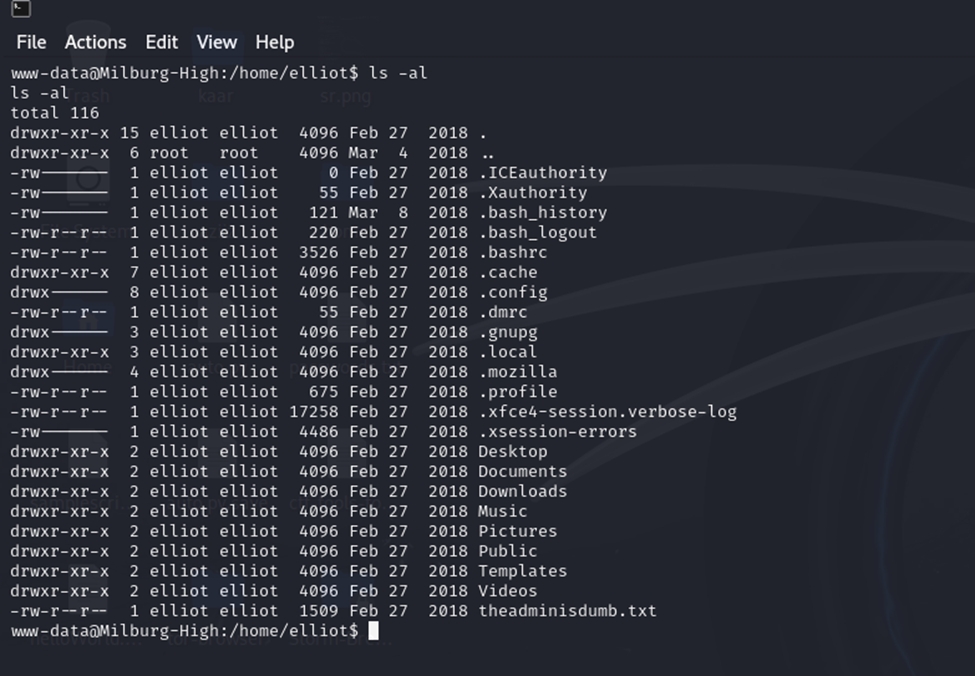 File Actions Edit View Help
www-data@Milburg-High:/home/elliot$ ls -al
ls -al
total 116
drwxr-xr-x 15 elliot elliot 4096 Feb 27 2018 .
drwxr-xr-x 6 root root 4096 Mar 4 2018 ..
-rw------- 1 elliot elliot 0 Feb 27 2018 .ICEauthority
-rw------- 1 elliot elliot 55 Feb 27 2018 .Xauthority
-rw------- 1 elliot elliot 121 Mar 8 2018 .bash_history
-rw-r--r-- 1 elliot elliot 220 Feb 27 2018 .bash_logout
-rw-r--r-- 1 elliot elliot 3526 Feb 27 2018 .bashrc
drwxr-xr-x 7 elliot elliot 4096 Feb 27 2018 .cache
drwx------ 8 elliot elliot 4096 Feb 27 2018 .config
-rw-r--r-- 1 elliot elliot 55 Feb 27 2018 .dmrc
drwx------ 3 elliot elliot 4096 Feb 27 2018 .gnupg
drwxr-xr-x 3 elliot elliot 4096 Feb 27 2018 .local
drwx------ 4 elliot elliot 4096 Feb 27 2018 .mozilla
-rw-r--r-- 1 elliot elliot 675 Feb 27 2018 .profile
-rw-r--r-- 1 elliot elliot 17258 Feb 27 2018 .xfce4-session.verbose-log
-rw------- 1 elliot elliot 4486 Feb 27 2018 .xsession-errors
drwxr-xr-x 2 elliot elliot 4096 Feb 27 2018 Desktop
drwxr-xr-x 2 elliot elliot 4096 Feb 27 2018 Documents
drwxr-xr-x 2 elliot elliot 4096 Feb 27 2018 Downloads
drwxr-xr-x 2 elliot elliot 4096 Feb 27 2018 Music
drwxr-xr-x 2 elliot elliot 4096 Feb 27 2018 Pictures
drwxr-xr-x 2 elliot elliot 4096 Feb 27 2018 Public
drwxr-xr-x 2 elliot elliot 4096 Feb 27 2018 Templates
drwxr-xr-x 2 elliot elliot 4096 Feb 27 2018 Videos
-rw-r--r-- 1 elliot elliot 1509 Feb 27 2018 theadminisdumb.txt
www-data@Milburg-High:/home/elliot$